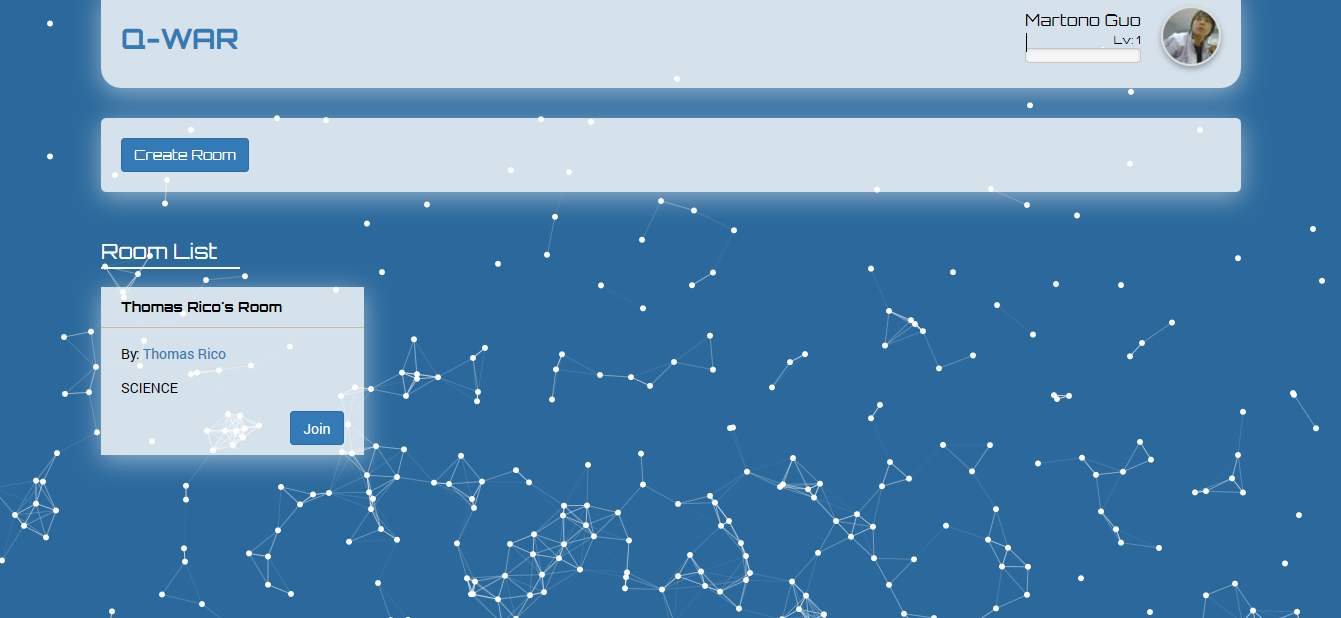 Q-WAR
Martono Guo
Lv: 1
Create Room
Room List
Thomas Rico's Room
By: Thomas Rico
SCIENCE
Join